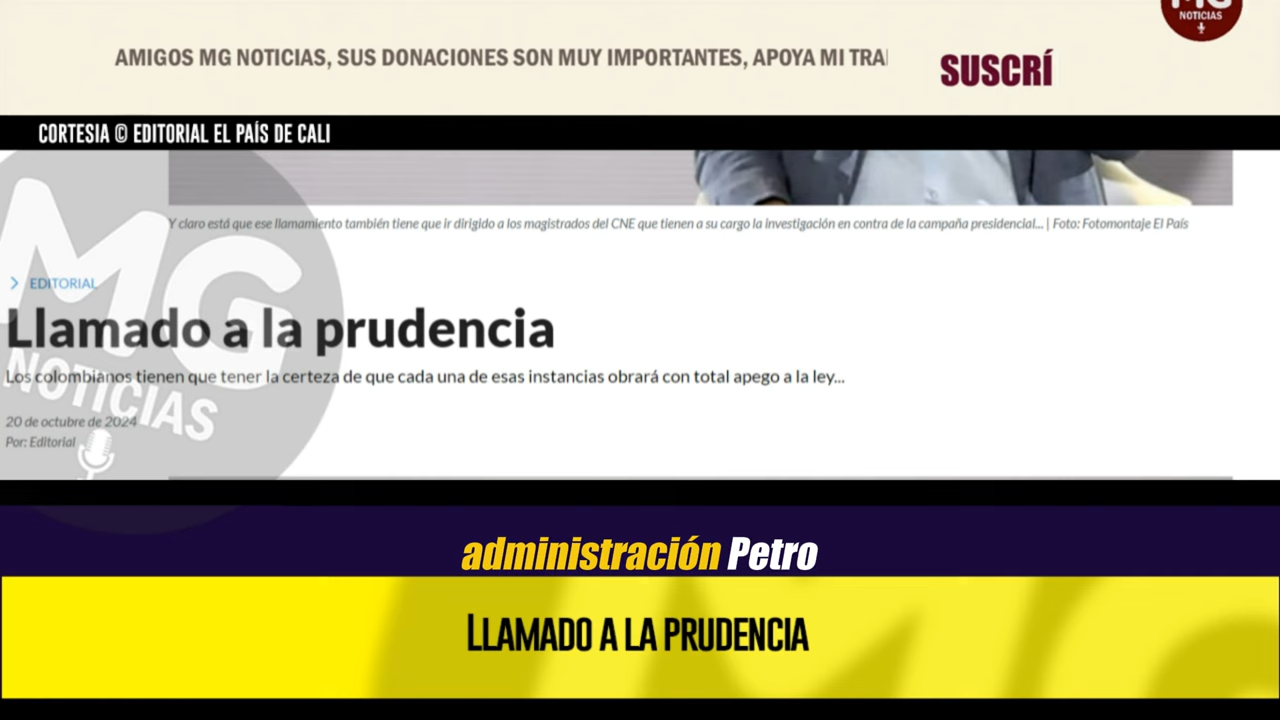 AMIGOS MG NOTICIAS, SUS DONACIONES SON MUY IMPORTANTES, APOYA MI
SUSCRÍ
MG
NOTICIAS
CORTESIA © EDITORIAL EL PAÍS DE CALI
Y claro está que ese llamamiento también tiene que ir dirigido a los magistrados del CNE que tienen a su cargo la investigación en contra de la campaña presidencial... | Foto: Fotomontaje El País
EDITORIAL
Llamado a la prudencia
Los colombianos tienen que tener la certeza de que cada una de esas instancias obrará con total apego a la ley...
20 de octubre de 2024
Por: Editorial
MG
NOTICIAS
administración Petro
LLAMADO A LA PRUDENCIA